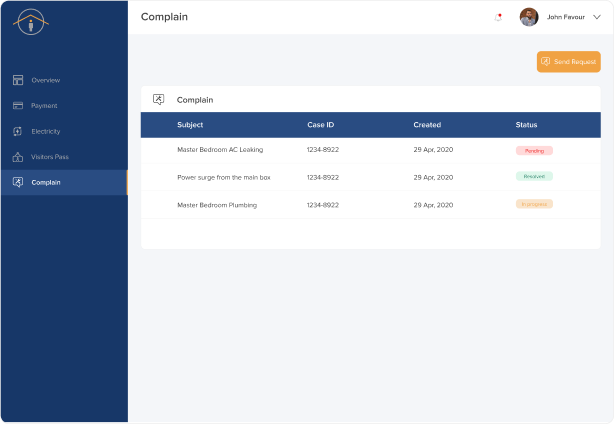 Complain
John Favour
Send Request
Overview
Payment
Electricity
Visitors Pass
Complain
Complain
Subject Case ID Created Status
Master Bedroom AC Leaking 1234-8922 29 Apr, 2020 Pending
Power surge from the main box 1234-8922 29 Apr, 2020 Resolved
Master Bedroom Plumbing 1234-8922 29 Apr, 2020 In progress